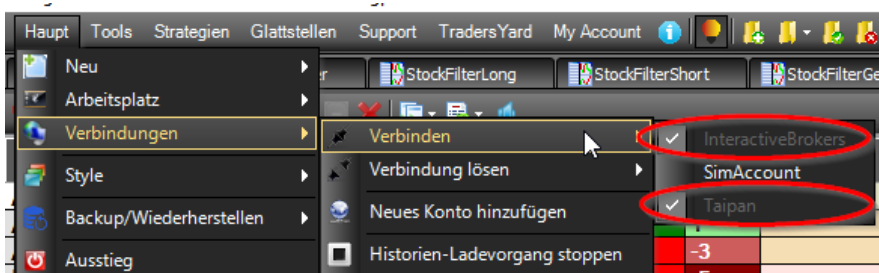 Haupt Tools Strategien Glattstellen Support TradersYard My Account
Neu
StockFilterLong StockFilterShort StockFilterGe
Arbeitsplatz
Verbindungen Verbinden InteractiveBrokers
Style Verbindung lösen SimAccount
Backup/Wiederherstellen Neues Konto hinzufügen Taipan
Ausstieg Historien-Ladevorgang stoppen -3